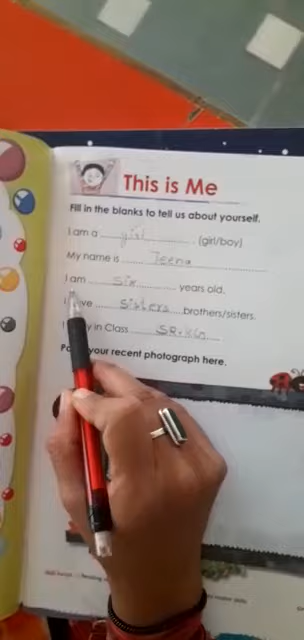 This is Me
Fill in the blanks to tell us about yourself.
I am a girl (girl/boy)
My name is Teena
I am six years old.
I sisters brothers/sisters.
in Class SR.KG
your recent photograph here.